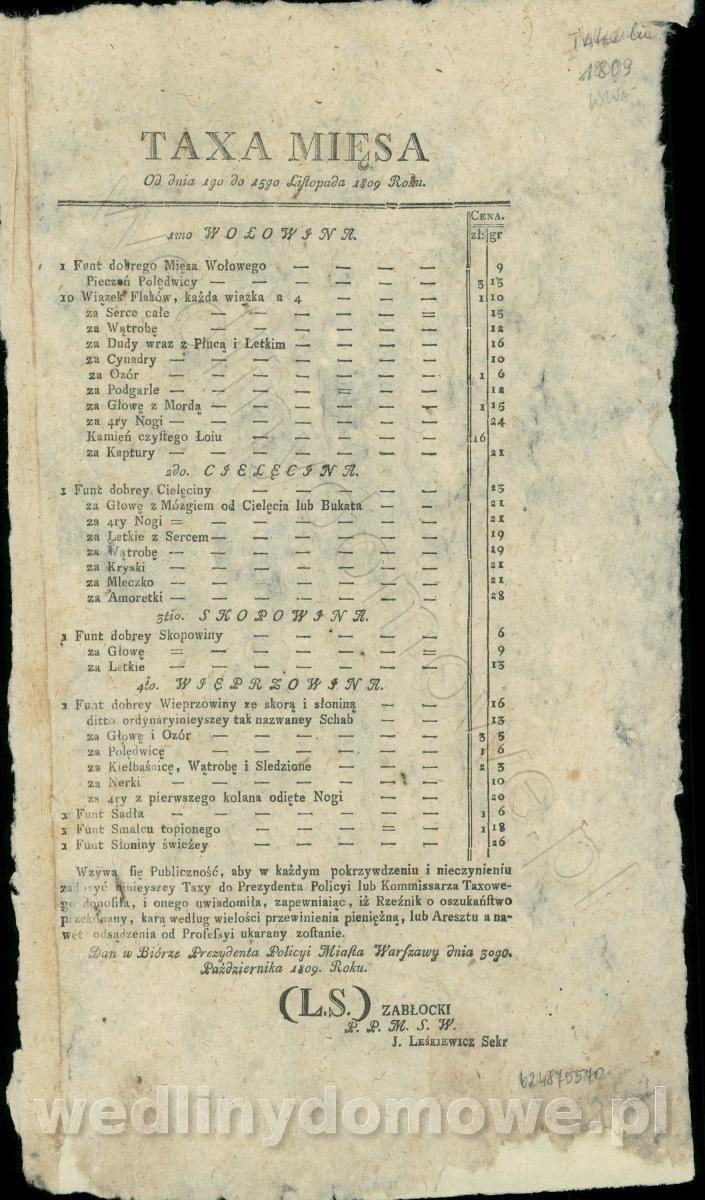 1809
TAXA MIĘSA
Od dnia 1go do 15go Liſtopada 1809 Roku.
CENA.
zł: gr
1mo WOŁOWINA.
1 Funt dobrego Mięsa Wołowego — — — — 9
Pieczeń Polędwicy — — — — — — 3 13
10 Wiązek Flaków, każda wiązka a 4 — — — — 1 10
za Serce całe — — — — — = 15
za Wątrobę — — — — — — 12
za Dudy wraz z Płucą i Letkim — — — — 16
za Cynadry — — — — — — — 10
za Ozór — — — — — — — 1 6
za Podgarle — — — — = — — 12
za Głowę z Mordą — — — — — — 1 15
za 4ry Nogi — — — — — — — 24
Kamień czyſtego Łoiu — — — — — 16
za Kaptury — — — — — — — 21
2do. CIELĘCINA.
1 Funt dobrey Cielęciny — — — — — 23
za Głowę z Mózgiem od Cielęcia lub Bukata — — 21
za 4ry Nogi = — — — — — — 21
za Letkie z Sercem — — — — — — 19
za Wątrobę — — — — — — — 19
za Kryski — — — — — — — 21
za Mleczko — — — — — — — 21
za Amoretki — — — — — — — 28
3tio. SKOPOWINA.
1 Funt dobrey Skopowiny — — — — — 6
za Głowę = — — — — — = 9
za Letkie — — — — — — — 13
4to. WIĘPRZOWINA.
1 Funt dobrey Wieprzowiny ze skorą i słoniną — — 16
ditto ordynaryinieyszey tak nazwaney Schab — — 13
za Głowę i Ozór — — — — — — 3 5
za Polędwicę — — — — — — 1 6
za Kiełbaśnicę, Wątrobę i Sledzione — — — 2 3
za Nerki — — — — — — — 10
za 4ry z pierwszego kolana odięte Nogi — — 20
1 Funt Sadła — — — — — — — 1 6
1 Funt Smalcu topionego — — — = — 1 18
1 Funt Słoniny świeżey — — — — — 26
Wzywa ſię Publiczność, aby w każdym pokrzywdzeniu i nieczynieniu
zadosyć ninieyszey Taxy do Prezydenta Policyi lub Kommissarza Taxowe-
go donoſiła, i onego uwiadomiła, zapewniaiąc, iż Rzeźnik o oszukańſtwo
przekonany, karą według wielości przewinienia pieniężną, lub Aresztu a na-
wet odsądzenia od Profeſsyi ukarany zoſtanie.
Dan w Biórze Prezydenta Policyi Miaſta Warſzawy dnia 30go.
Października 1809. Roku.
(L.S.) ZABŁOCKI
P. P. M. S. W.
J. LEŚKIEWICZ Sekr
624875570
wedlinydomowe.pl